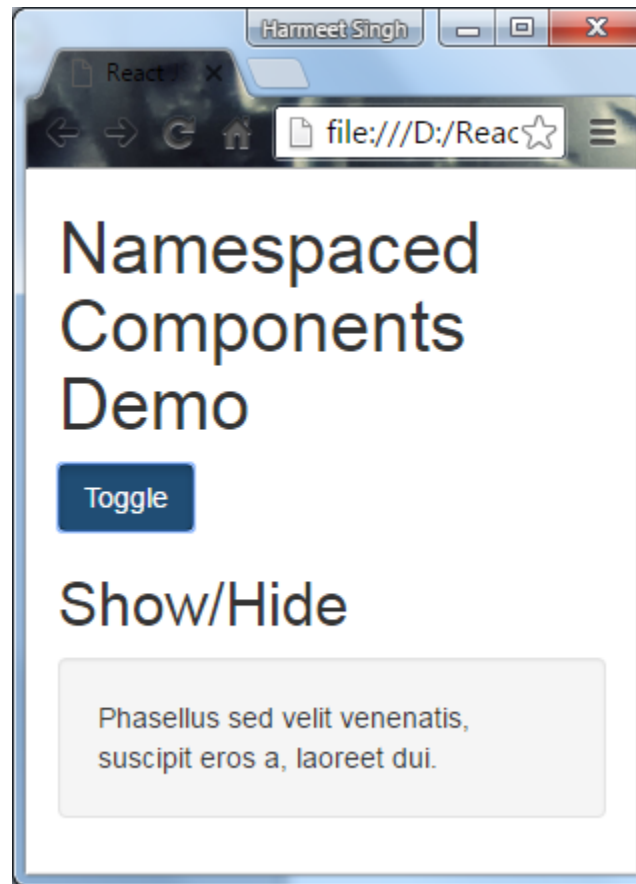 Harmeet Singh
React J
file:///D:/Reac
Namespaced
Components
Demo
Toggle
Show/Hide
Phasellus sed velit venenatis,
suscipit eros a, laoreet dui.